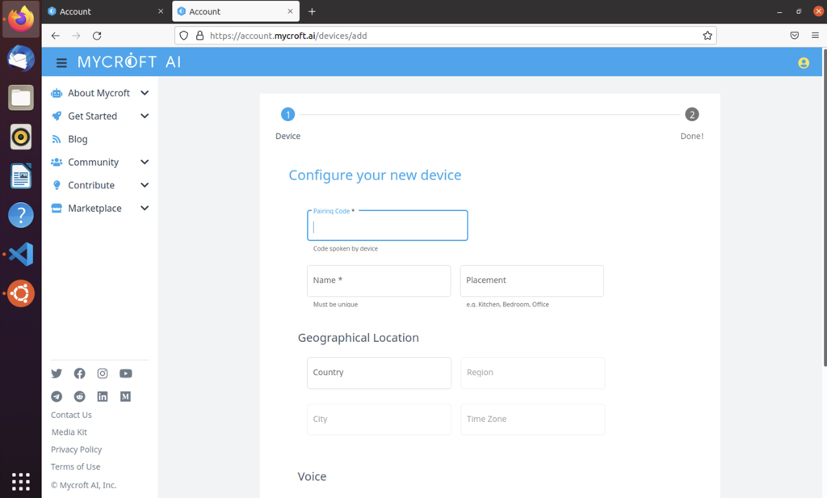 Account
Account
https://account.mycroft.ai/devices/add
MYCROFT AI
About Mycroft
Get Started
Blog
Community
Contribute
Marketplace
Contact Us
Media Kit
Privacy Policy
Terms of Use
© Mycroft AI, Inc.
1
2
Device
Done!
Configure your new device
Pairing Code *
Code spoken by device
Name *
Placement
Must be unique
e.g. Kitchen, Bedroom, Office
Geographical Location
Country
Region
City
Time Zone
Voice